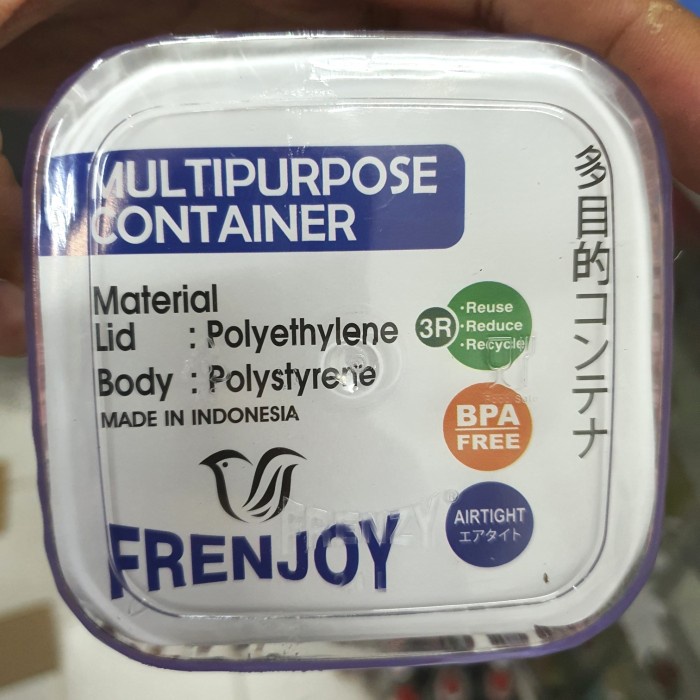 MULTIPURPOSE
CONTAINER
多目的コンテナ
Material
Lid : Polyethylene
Body : Polystyrene
MADE IN INDONESIA
3R
·Reuse
·Reduce
·Recycle
BPA
FREE
AIRTIGHT
エアタイト
FRENJOY
FRENZY®